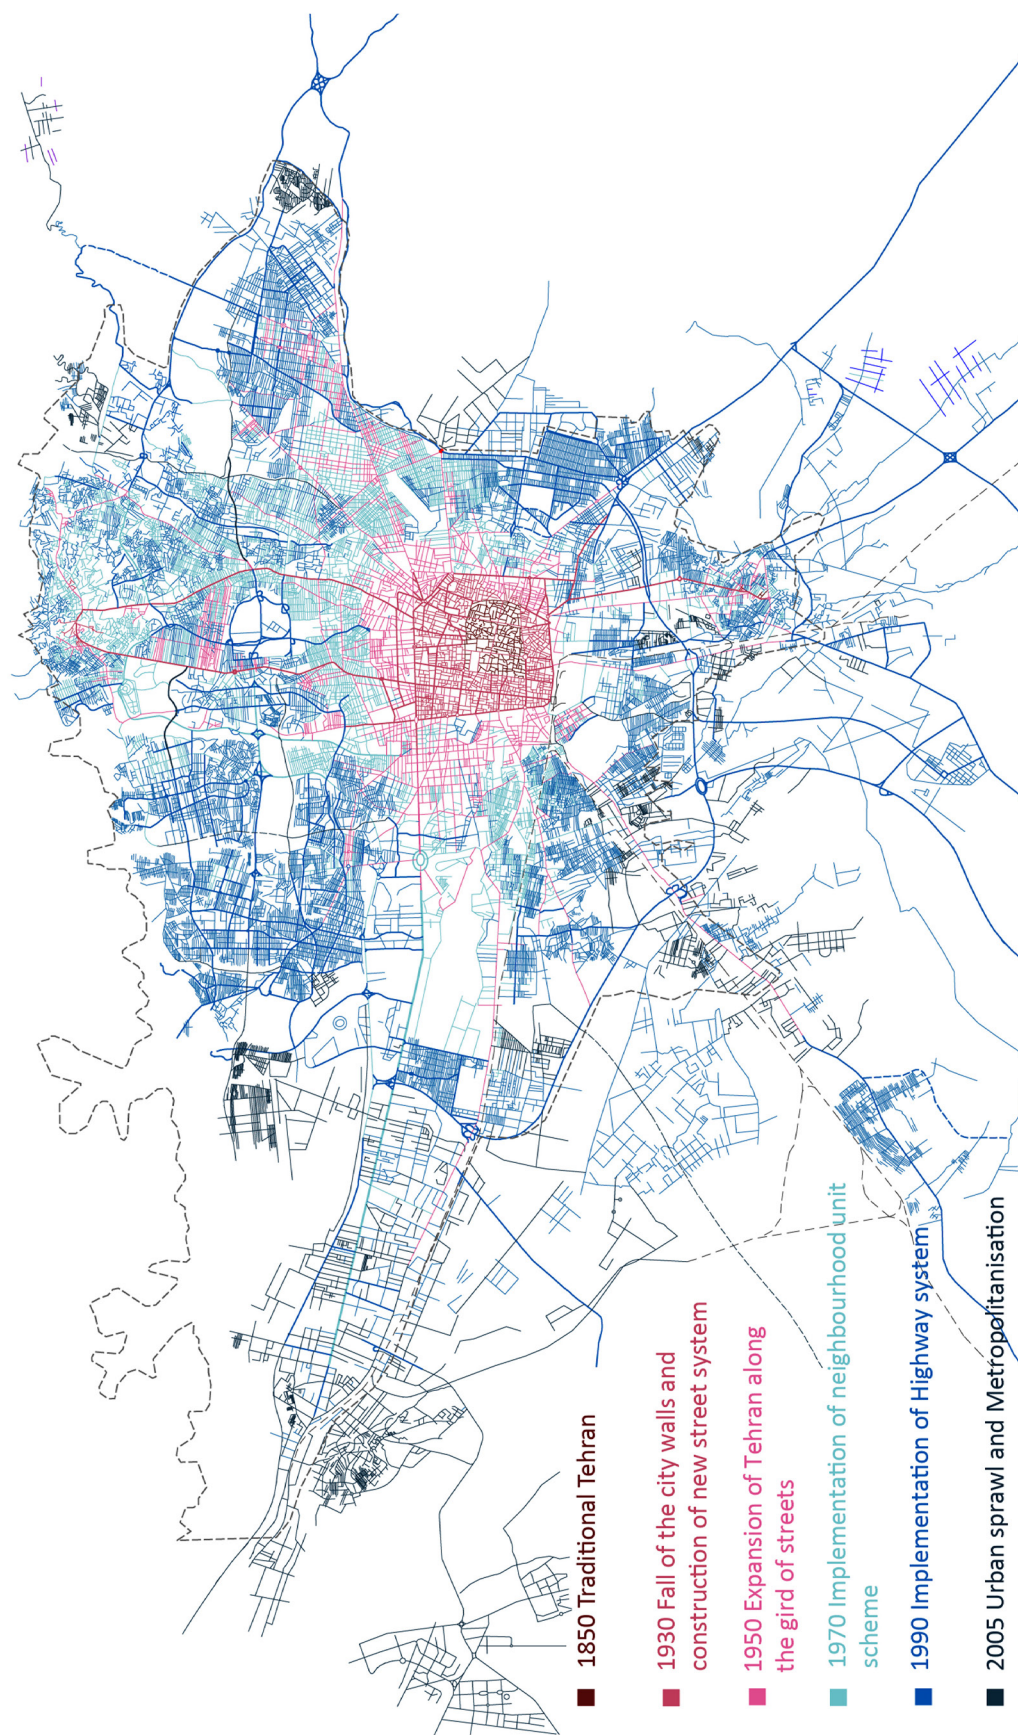 1850 Traditional Tehran
1930 Fall of the city walls and
construction of new street system
1950 Expansion of Tehran along
the gird of streets
1970 Implementation of neighbourhood unit
scheme
1990 Implementation of Highway system
2005 Urban sprawl and Metropolitanisation